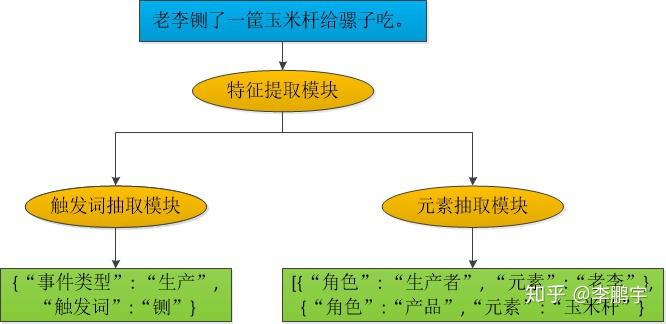 老李铡了一筐玉米杆给骡子吃。
特征提取模块
触发词抽取模块
元素抽取模块
{“事件类型”:“生产”,
“触发词”:“铡”}
[{“角色”:“生产者”,“元素”:“老李”},
{“角色”:“产品”,“元素”:“玉米杆”}
知乎 @李鹏宇